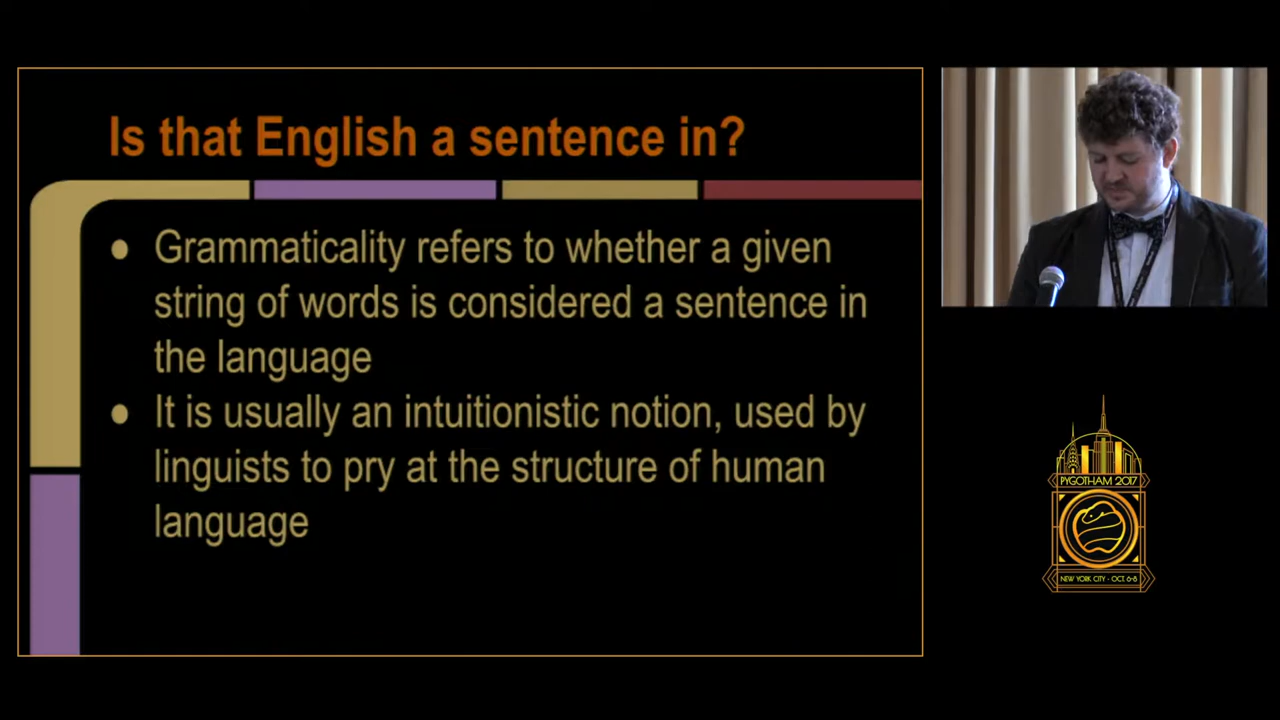 Is that English a sentence in?
● Grammaticality refers to whether a given
string of words is considered a sentence in
the language
● It is usually an intuitionistic notion, used by
linguists to pry at the structure of human
language
PYGOTHAM 2017
NEW YORK CITY - OCT. 6-8